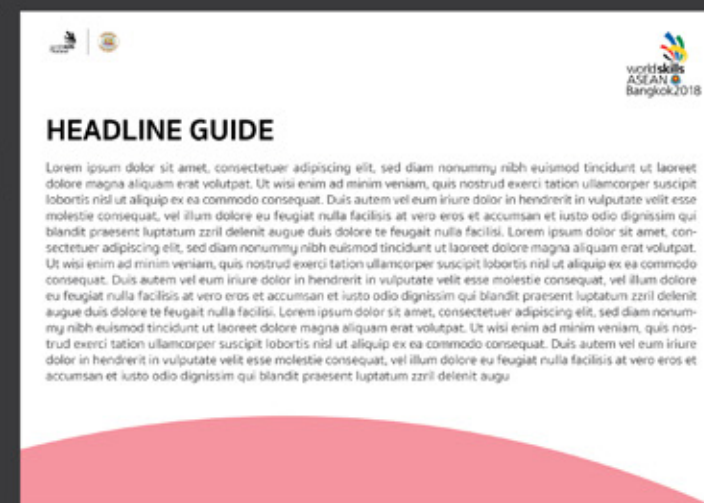 worldskills
ASEAN
Bangkok2018
HEADLINE GUIDE
Lorem ipsum dolor sit amet, consectetuer adipiscing elit, sed diam nonummy nibh euismod tincidunt ut laoreet
dolore magna aliquam erat volutpat. Ut wisi enim ad minim veniam, quis nostrud exerci tation ullamcorper suscipit
lobortis nisl ut aliquip ex ea commodo consequat. Duis autem vel eum iriure dolor in hendrerit in vulputate velit esse
molestie consequat, vel illum dolore eu feugiat nulla facilisis at vero eros et accumsan et iusto odio dignissim qui
blandit praesent luptatum zzril delenit augue duis dolore te feugait nulla facilisi. Lorem ipsum dolor sit amet, con-
sectetuer adipiscing elit, sed diam nonummy nibh euismod tincidunt ut laoreet dolore magna aliquam erat volutpat.
Ut wisi enim ad minim veniam, quis nostrud exerci tation ullamcorper suscipit lobortis nisl ut aliquip ex ea commodo
consequat. Duis autem vel eum iriure dolor in hendrerit in vulputate velit esse molestie consequat, vel illum dolore
eu feugiat nulla facilisis at vero eros et accumsan et iusto odio dignissim qui blandit praesent luptatum zzril delenit
augue duis dolore te feugait nulla facilisi. Lorem ipsum dolor sit amet, consectetuer adipiscing elit, sed diam nonum-
my nibh euismod tincidunt ut laoreet dolore magna aliquam erat volutpat. Ut wisi enim ad minim veniam, quis nos-
trud exerci tation ullamcorper suscipit lobortis nisl ut aliquip ex ea commodo consequat. Duis autem vel eum iriure
dolor in hendrerit in vulputate velit esse molestie consequat, vel illum dolore eu feugiat nulla facilisis at vero eros et
accumsan et iusto odio dignissim qui blandit praesent luptatum zzril delenit augu